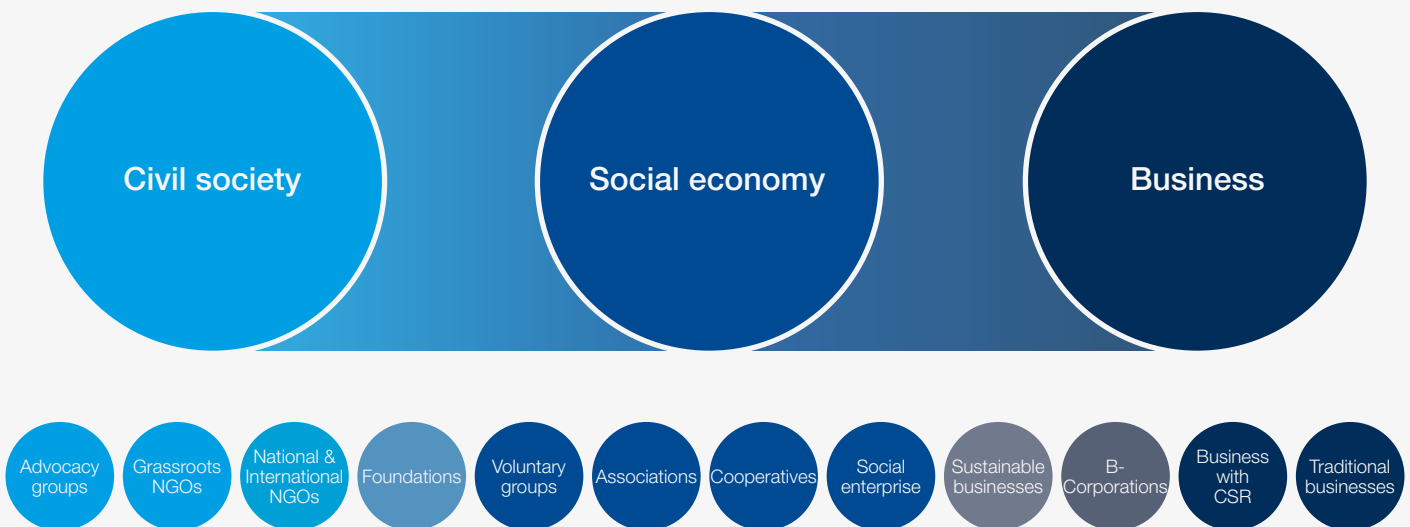 Civil society
Social economy
Business
Advocacy
groups
Grassroots
NGOs
National &
International
NGOs
Foundations
Voluntary
groups
Associations
Cooperatives
Social
enterprise
Sustainable
businesses
B-
Corporations
Business
with
CSR
Traditional
businesses